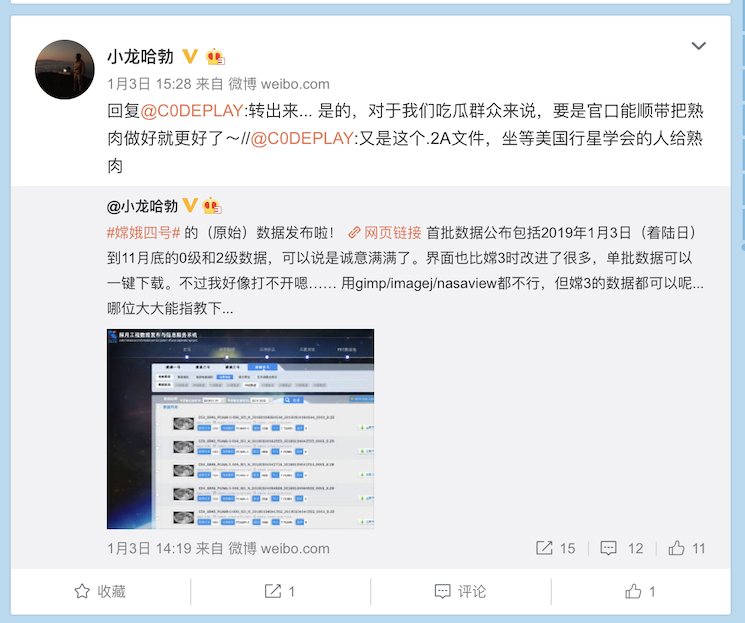 小龙哈勃
1月3日 15:28 来自 微博 weibo.com
回复@C0DEPLAY:转出来... 是的，对于我们吃瓜群众来说，要是官口能顺带把熟
肉做好就更好了～//@C0DEPLAY:又是这个.2A文件，坐等美国行星学会的人给熟
肉
@小龙哈勃
#嫦娥四号# 的（原始）数据发布啦！ 网页链接 首批数据公布包括2019年1月3日（着陆日）
到11月底的0级和2级数据，可以说是诚意满满了。界面也比嫦3时改进了很多，单批数据可以
一键下载。不过我好像打不开嗯…… 用gimp/imagej/nasaview都不行，但嫦3的数据都可以呢...
哪位大大能指教下...
探月工程数据发布与信息服务系统
1月3日 14:19 来自 微博 weibo.com
15
12
11
收藏
1
评论
1